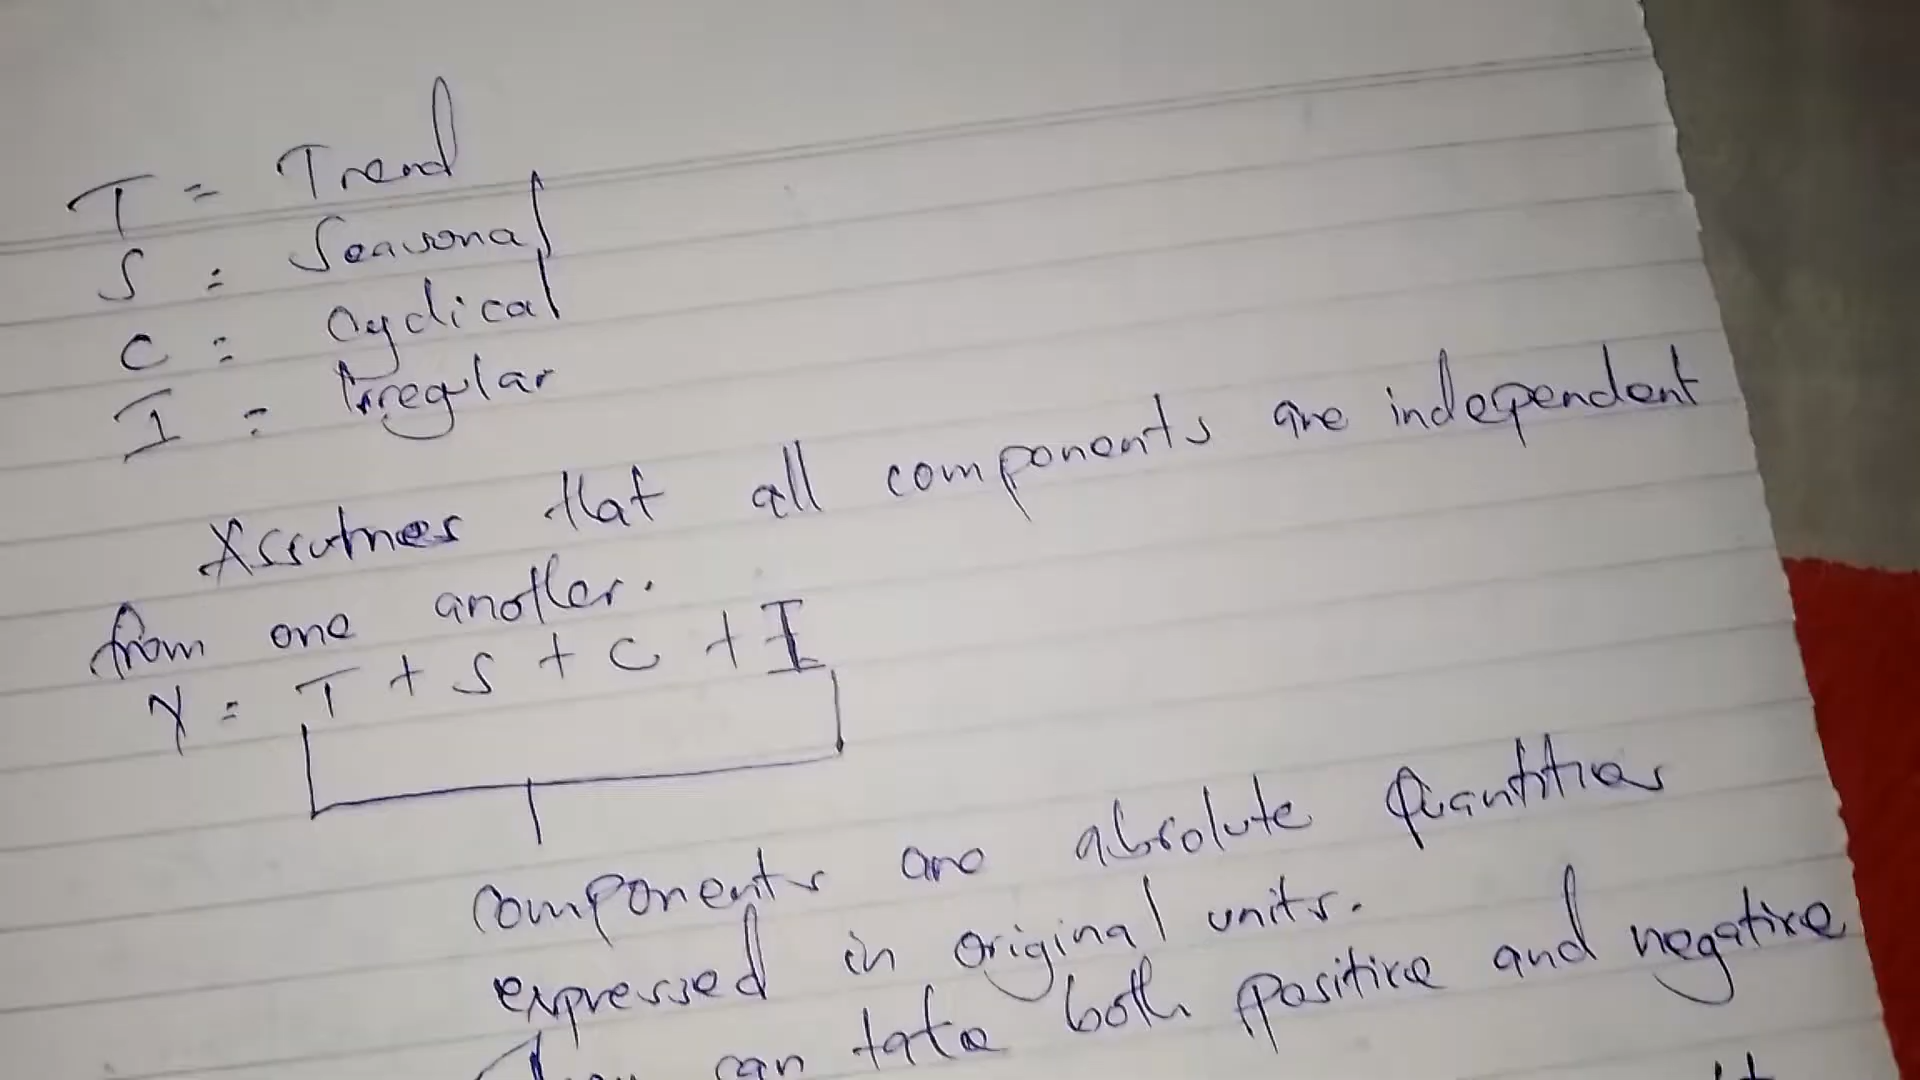 T = Trend
S = Seasonal
C = Cyclical
I = Irregular
Assumes that all components are independent
from one another.
Y = T + S + C + I
components are absolute quantities
expressed in original units.
They can take both positive and negative